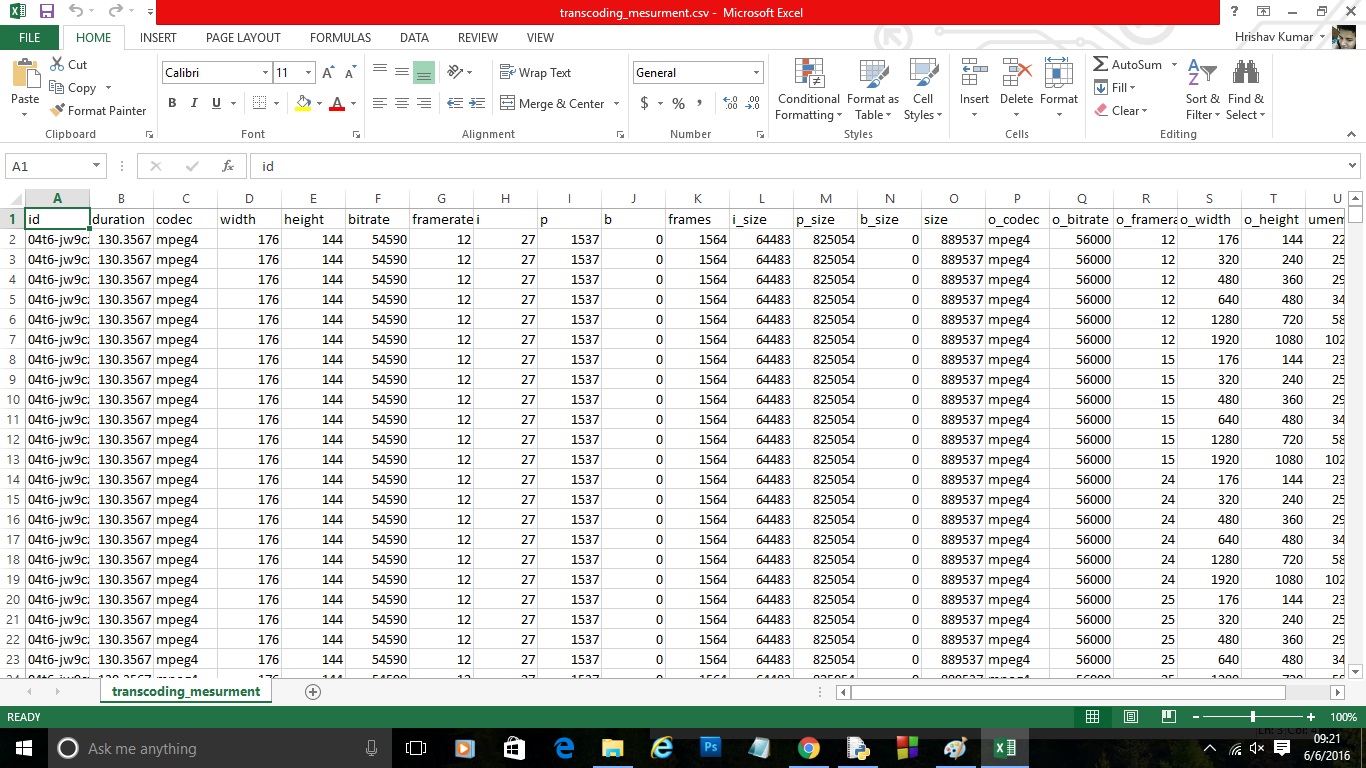 transcoding_mesurment.csv - Microsoft Excel
FILE HOME INSERT PAGE LAYOUT FORMULAS DATA REVIEW VIEW Hrishav Kumar
Cut
Copy
Format Painter
Paste
Clipboard
Calibri 11
B I U A
Font
Wrap Text
Merge & Center
Alignment
General
$ % ,
Number
Conditional Formatting
Format as Table
Cell Styles
Styles
Insert Delete Format
Cells
AutoSum
Fill
Clear
Sort & Filter
Find & Select
Editing
A1 fx id
A B C D E F G H I J K L M N O P Q R S T U
1 id duration codec width height bitrate framerate i p b frames i_size p_size b_size size o_codec o_bitrate o_framera o_width o_height umem
2 04t6-jw9cz 130.3567 mpeg4 176 144 54590 12 27 1537 0 1564 64483 825054 0 889537 mpeg4 56000 12 176 144 22
3 04t6-jw9cz 130.3567 mpeg4 176 144 54590 12 27 1537 0 1564 64483 825054 0 889537 mpeg4 56000 12 320 240 25
4 04t6-jw9cz 130.3567 mpeg4 176 144 54590 12 27 1537 0 1564 64483 825054 0 889537 mpeg4 56000 12 480 360 29
5 04t6-jw9cz 130.3567 mpeg4 176 144 54590 12 27 1537 0 1564 64483 825054 0 889537 mpeg4 56000 12 640 480 34
6 04t6-jw9cz 130.3567 mpeg4 176 144 54590 12 27 1537 0 1564 64483 825054 0 889537 mpeg4 56000 12 1280 720 58
7 04t6-jw9cz 130.3567 mpeg4 176 144 54590 12 27 1537 0 1564 64483 825054 0 889537 mpeg4 56000 12 1920 1080 102
8 04t6-jw9cz 130.3567 mpeg4 176 144 54590 12 27 1537 0 1564 64483 825054 0 889537 mpeg4 56000 15 176 144 23
9 04t6-jw9cz 130.3567 mpeg4 176 144 54590 12 27 1537 0 1564 64483 825054 0 889537 mpeg4 56000 15 320 240 25
10 04t6-jw9cz 130.3567 mpeg4 176 144 54590 12 27 1537 0 1564 64483 825054 0 889537 mpeg4 56000 15 480 360 29
11 04t6-jw9cz 130.3567 mpeg4 176 144 54590 12 27 1537 0 1564 64483 825054 0 889537 mpeg4 56000 15 640 480 34
12 04t6-jw9cz 130.3567 mpeg4 176 144 54590 12 27 1537 0 1564 64483 825054 0 889537 mpeg4 56000 15 1280 720 58
13 04t6-jw9cz 130.3567 mpeg4 176 144 54590 12 27 1537 0 1564 64483 825054 0 889537 mpeg4 56000 15 1920 1080 102
14 04t6-jw9cz 130.3567 mpeg4 176 144 54590 12 27 1537 0 1564 64483 825054 0 889537 mpeg4 56000 24 176 144 23
15 04t6-jw9cz 130.3567 mpeg4 176 144 54590 12 27 1537 0 1564 64483 825054 0 889537 mpeg4 56000 24 320 240 25
16 04t6-jw9cz 130.3567 mpeg4 176 144 54590 12 27 1537 0 1564 64483 825054 0 889537 mpeg4 56000 24 480 360 29
17 04t6-jw9cz 130.3567 mpeg4 176 144 54590 12 27 1537 0 1564 64483 825054 0 889537 mpeg4 56000 24 640 480 34
18 04t6-jw9cz 130.3567 mpeg4 176 144 54590 12 27 1537 0 1564 64483 825054 0 889537 mpeg4 56000 24 1280 720 58
19 04t6-jw9cz 130.3567 mpeg4 176 144 54590 12 27 1537 0 1564 64483 825054 0 889537 mpeg4 56000 24 1920 1080 102
20 04t6-jw9cz 130.3567 mpeg4 176 144 54590 12 27 1537 0 1564 64483 825054 0 889537 mpeg4 56000 25 176 144 23
21 04t6-jw9cz 130.3567 mpeg4 176 144 54590 12 27 1537 0 1564 64483 825054 0 889537 mpeg4 56000 25 320 240 25
22 04t6-jw9cz 130.3567 mpeg4 176 144 54590 12 27 1537 0 1564 64483 825054 0 889537 mpeg4 56000 25 480 360 29
23 04t6-jw9cz 130.3567 mpeg4 176 144 54590 12 27 1537 0 1564 64483 825054 0 889537 mpeg4 56000 25 640 480 34
transcoding_mesurment
READY 100%
Ask me anything
09:21
6/6/2016